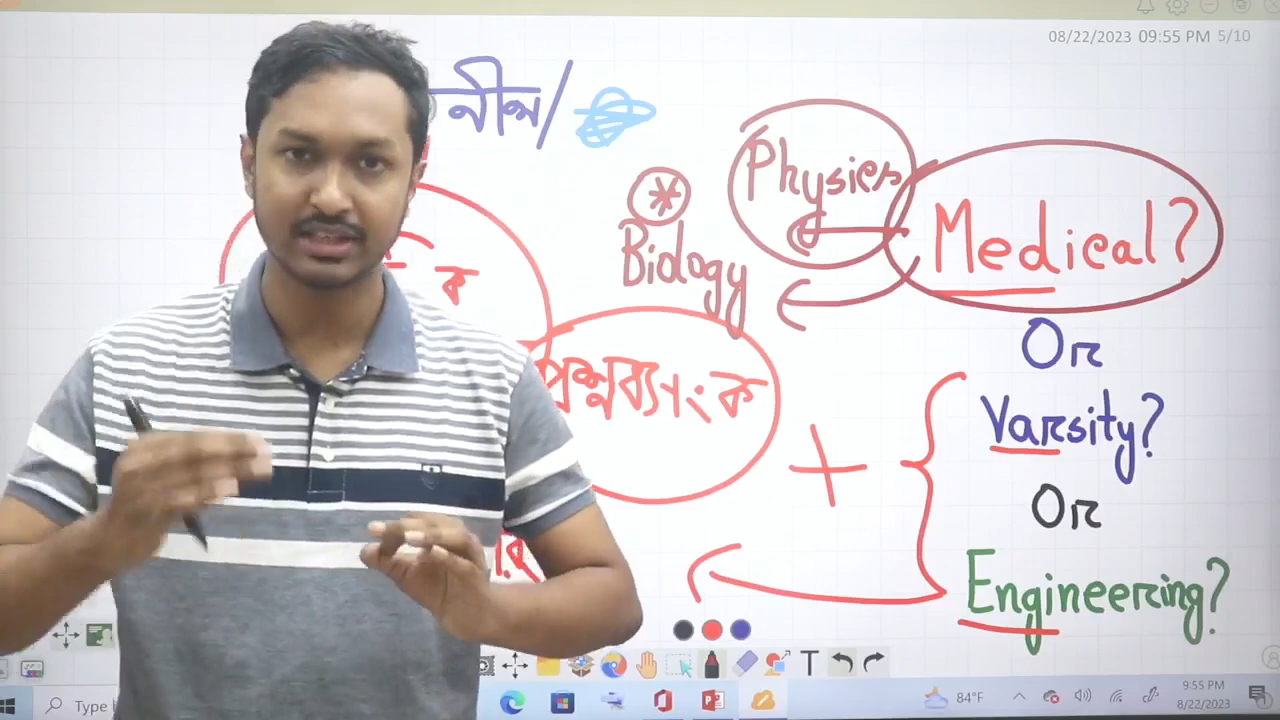 08/22/2023 09:55 PM 5/10
নীল/
Physics
Medical?
Biology
ক
Or
প্রশ্নব্যাংক
Varsity?
+
Or
Engineering?
T
Type
84°F
9:55 PM
8/22/2023